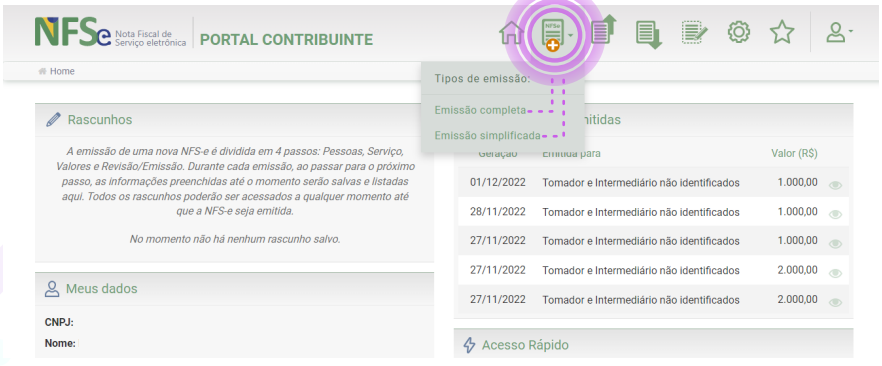 NFSe Nota Fiscal de Serviço eletrônica PORTAL CONTRIBUINTE
NFSe
Home
Tipos de emissão:
Emissão completa
Emissão simplificada
Rascunhos
A emissão de uma nova NFS-e é dividida em 4 passos: Pessoas, Serviço,
Valores e Revisão/Emissão. Durante cada emissão, ao passar para o próximo
passo, as informações preenchidas até o momento serão salvas e listadas
aqui. Todos os rascunhos poderão ser acessados a qualquer momento até
que a NFS-e seja emitida.
No momento não há nenhum rascunho salvo.
Meus dados
CNPJ:
Nome:
mitidas
Geração Emitida para Valor (R$)
01/12/2022 Tomador e Intermediário não identificados 1.000,00
28/11/2022 Tomador e Intermediário não identificados 1.000,00
27/11/2022 Tomador e Intermediário não identificados 1.000,00
27/11/2022 Tomador e Intermediário não identificados 2.000,00
27/11/2022 Tomador e Intermediário não identificados 2.000,00
Acesso Rápido